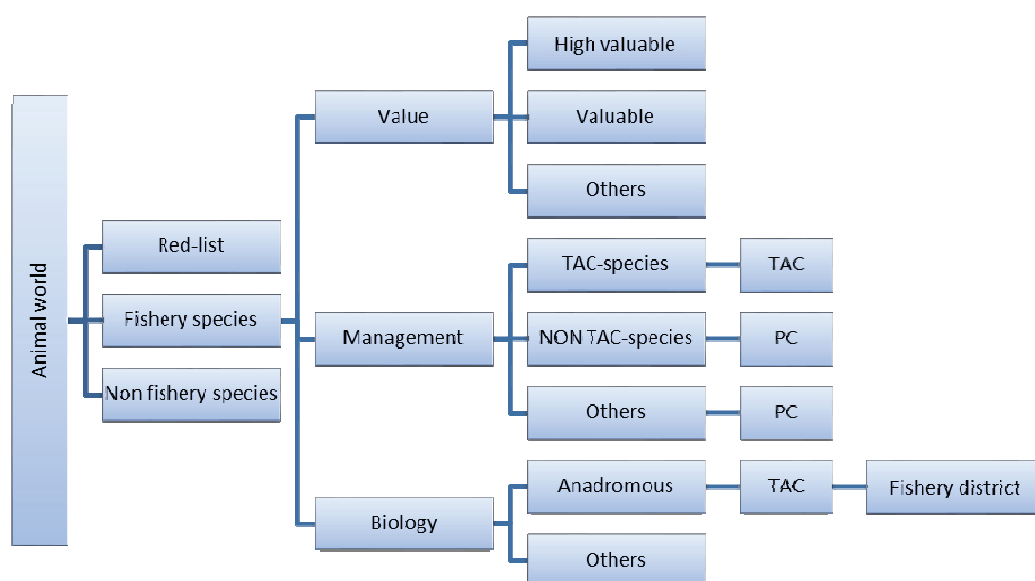 Animal world
Red-list
Fishery species
Non fishery species
Value
High valuable
Valuable
Others
Management
TAC-species
TAC
NON TAC-species
PC
Others
PC
Biology
Anadromous
TAC
Fishery district
Others